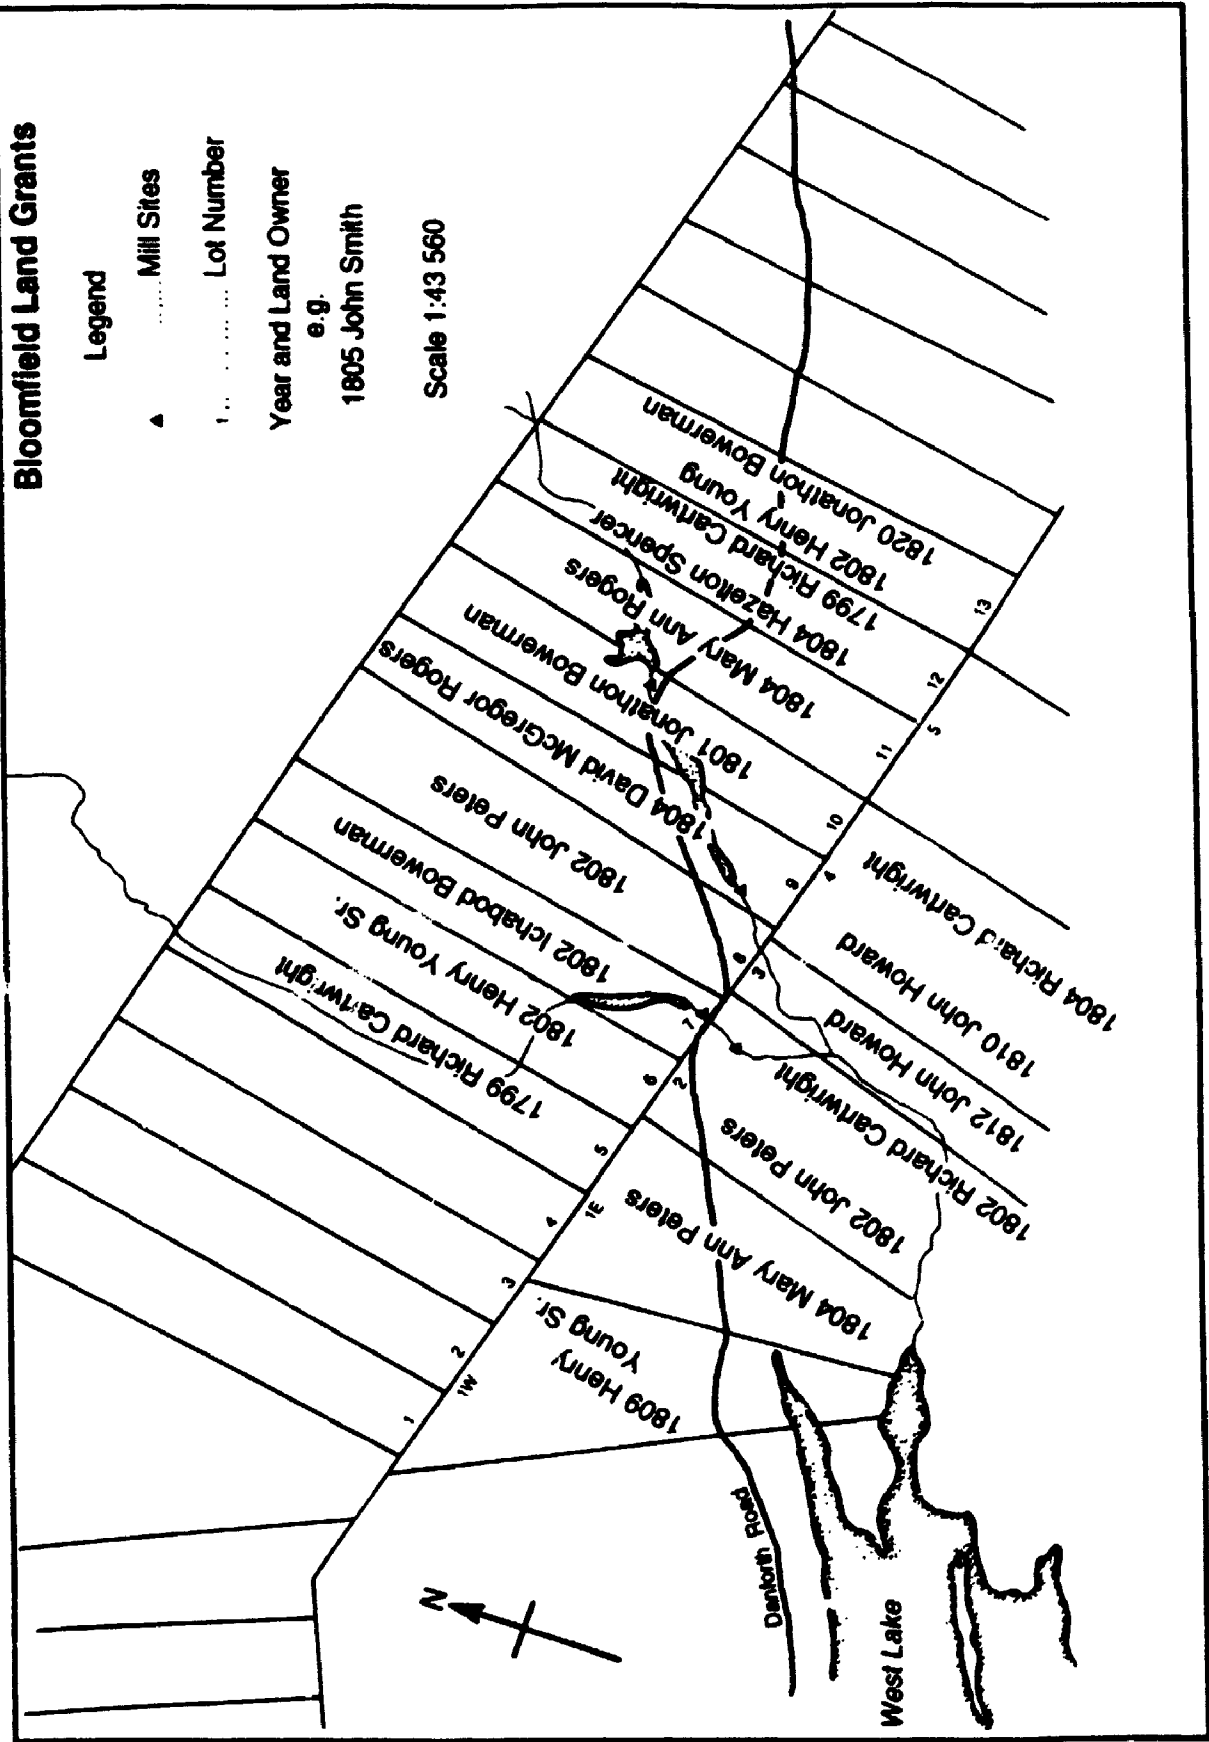 Bloomfield Land Grants
Legend
▲ ...... Mill Sites
1 .. . . ... ... Lot Number
Year and Land Owner
e.g.
1805 John Smith
Scale 1:43 560
1799 Richard Cartwright
1802 Henry Young Sr.
1802 Ichabod Bowerman
1802 John Peters
1804 David McGregor Rogers
1801 Jonathon Bowerman
1804 Mary Ann Rogers
1804 Hazelton Spencer
1799 Richard Cartwright
1802 Henry Young
1820 Jonathon Bowerman
1
2
3
4
5
6
7
8
9
10
11
12
13
1W
1E
2
3
4
5
1809 Henry
Young Sr.
1804 Mary Ann Peters
1802 John Peters
1802 Richard Cartwright
1812 John Howard
1810 John Howard
1804 Richard Cartwright
N
Danforth Road
West Lake